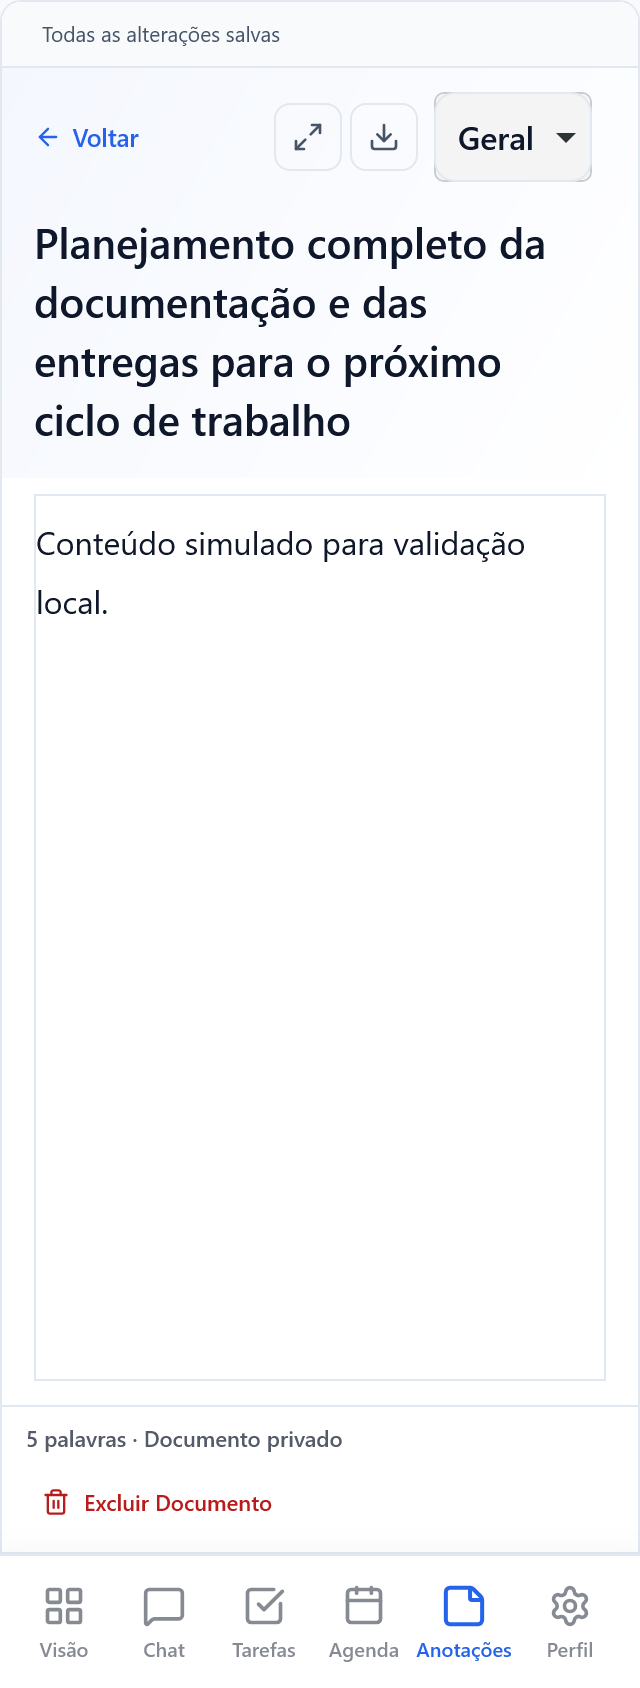 Todas as alterações salvas
Voltar
Geral
Planejamento completo da
documentação e das
entregas para o próximo
ciclo de trabalho
Conteúdo simulado para validação
local.
5 palavras · Documento privado
Excluir Documento
Visão
Chat
Tarefas
Agenda
Anotações
Perfil